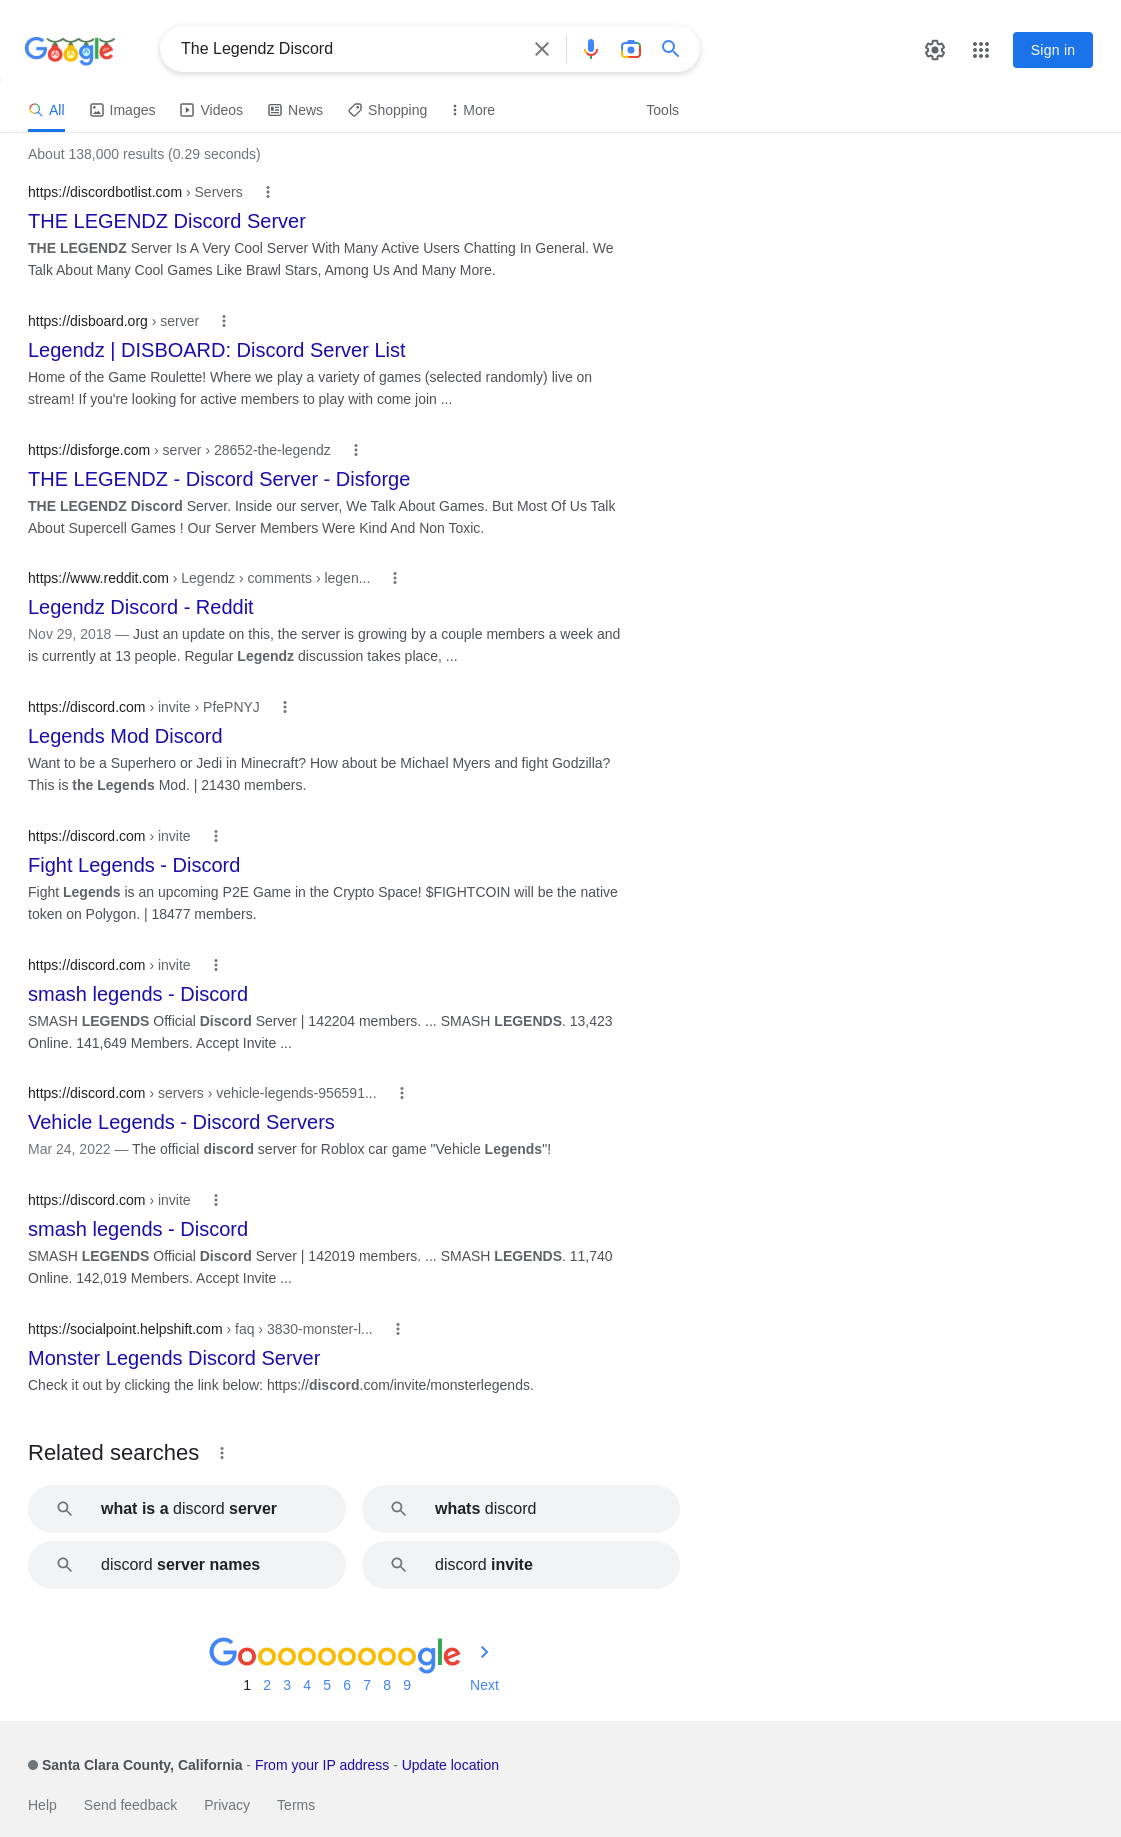 Google
The Legendz Discord
Sign in
All
Images
Videos
News
Shopping
More
Tools
About 138,000 results (0.29 seconds)
https://discordbotlist.com › Servers
THE LEGENDZ Discord Server
THE LEGENDZ Server Is A Very Cool Server With Many Active Users Chatting In General. We
Talk About Many Cool Games Like Brawl Stars, Among Us And Many More.
https://disboard.org › server
Legendz | DISBOARD: Discord Server List
Home of the Game Roulette! Where we play a variety of games (selected randomly) live on
stream! If you're looking for active members to play with come join ...
https://disforge.com › server › 28652-the-legendz
THE LEGENDZ - Discord Server - Disforge
THE LEGENDZ Discord Server. Inside our server, We Talk About Games. But Most Of Us Talk
About Supercell Games ! Our Server Members Were Kind And Non Toxic.
https://www.reddit.com › Legendz › comments › legen...
Legendz Discord - Reddit
Nov 29, 2018 — Just an update on this, the server is growing by a couple members a week and
is currently at 13 people. Regular Legendz discussion takes place, ...
https://discord.com › invite › PfePNYJ
Legends Mod Discord
Want to be a Superhero or Jedi in Minecraft? How about be Michael Myers and fight Godzilla?
This is the Legends Mod. | 21430 members.
https://discord.com › invite
Fight Legends - Discord
Fight Legends is an upcoming P2E Game in the Crypto Space! $FIGHTCOIN will be the native
token on Polygon. | 18477 members.
https://discord.com › invite
smash legends - Discord
SMASH LEGENDS Official Discord Server | 142204 members. ... SMASH LEGENDS. 13,423
Online. 141,649 Members. Accept Invite ...
https://discord.com › servers › vehicle-legends-956591...
Vehicle Legends - Discord Servers
Mar 24, 2022 — The official discord server for Roblox car game "Vehicle Legends"!
https://discord.com › invite
smash legends - Discord
SMASH LEGENDS Official Discord Server | 142019 members. ... SMASH LEGENDS. 11,740
Online. 142,019 Members. Accept Invite ...
https://socialpoint.helpshift.com › faq › 3830-monster-l...
Monster Legends Discord Server
Check it out by clicking the link below: https://discord.com/invite/monsterlegends.
Related searches
what is a discord server
whats discord
discord server names
discord invite
Goooooooooogle
1 2 3 4 5 6 7 8 9 Next
Santa Clara County, California - From your IP address - Update location
Help Send feedback Privacy Terms